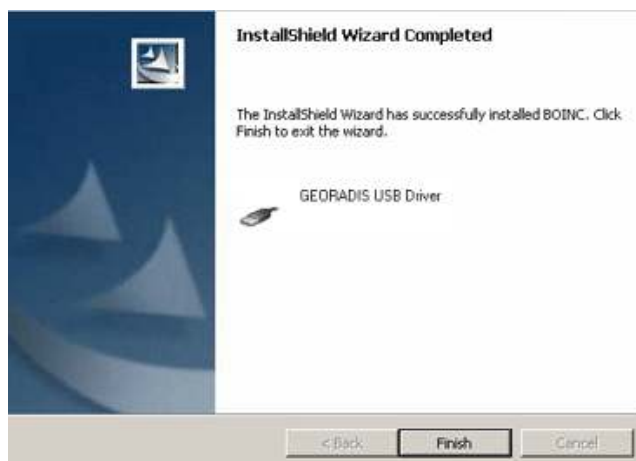 InstallShield Wizard Completed
The InstallShield Wizard has successfully installed BOINC. Click
Finish to exit the wizard.
GEORADIS USB Driver
< Back Finish Cancel